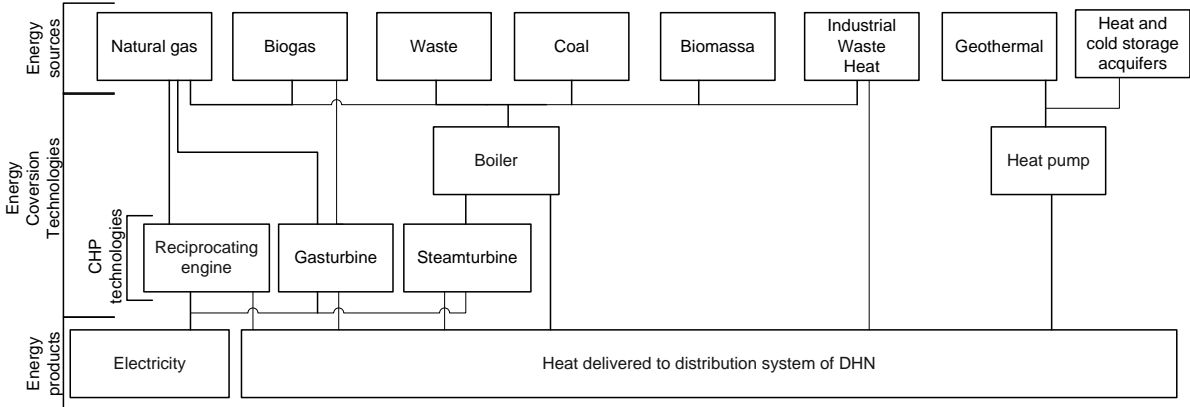 Energy
sources
Natural gas
Biogas
Waste
Coal
Biomassa
Industrial
Waste
Heat
Geothermal
Heat and
cold storage
acquifers
Energy
Coversion
Technologies
Boiler
Heat pump
CHP
technologies
Reciprocating
engine
Gasturbine
Steamturbine
Energy
products
Electricity
Heat delivered to distribution system of DHN